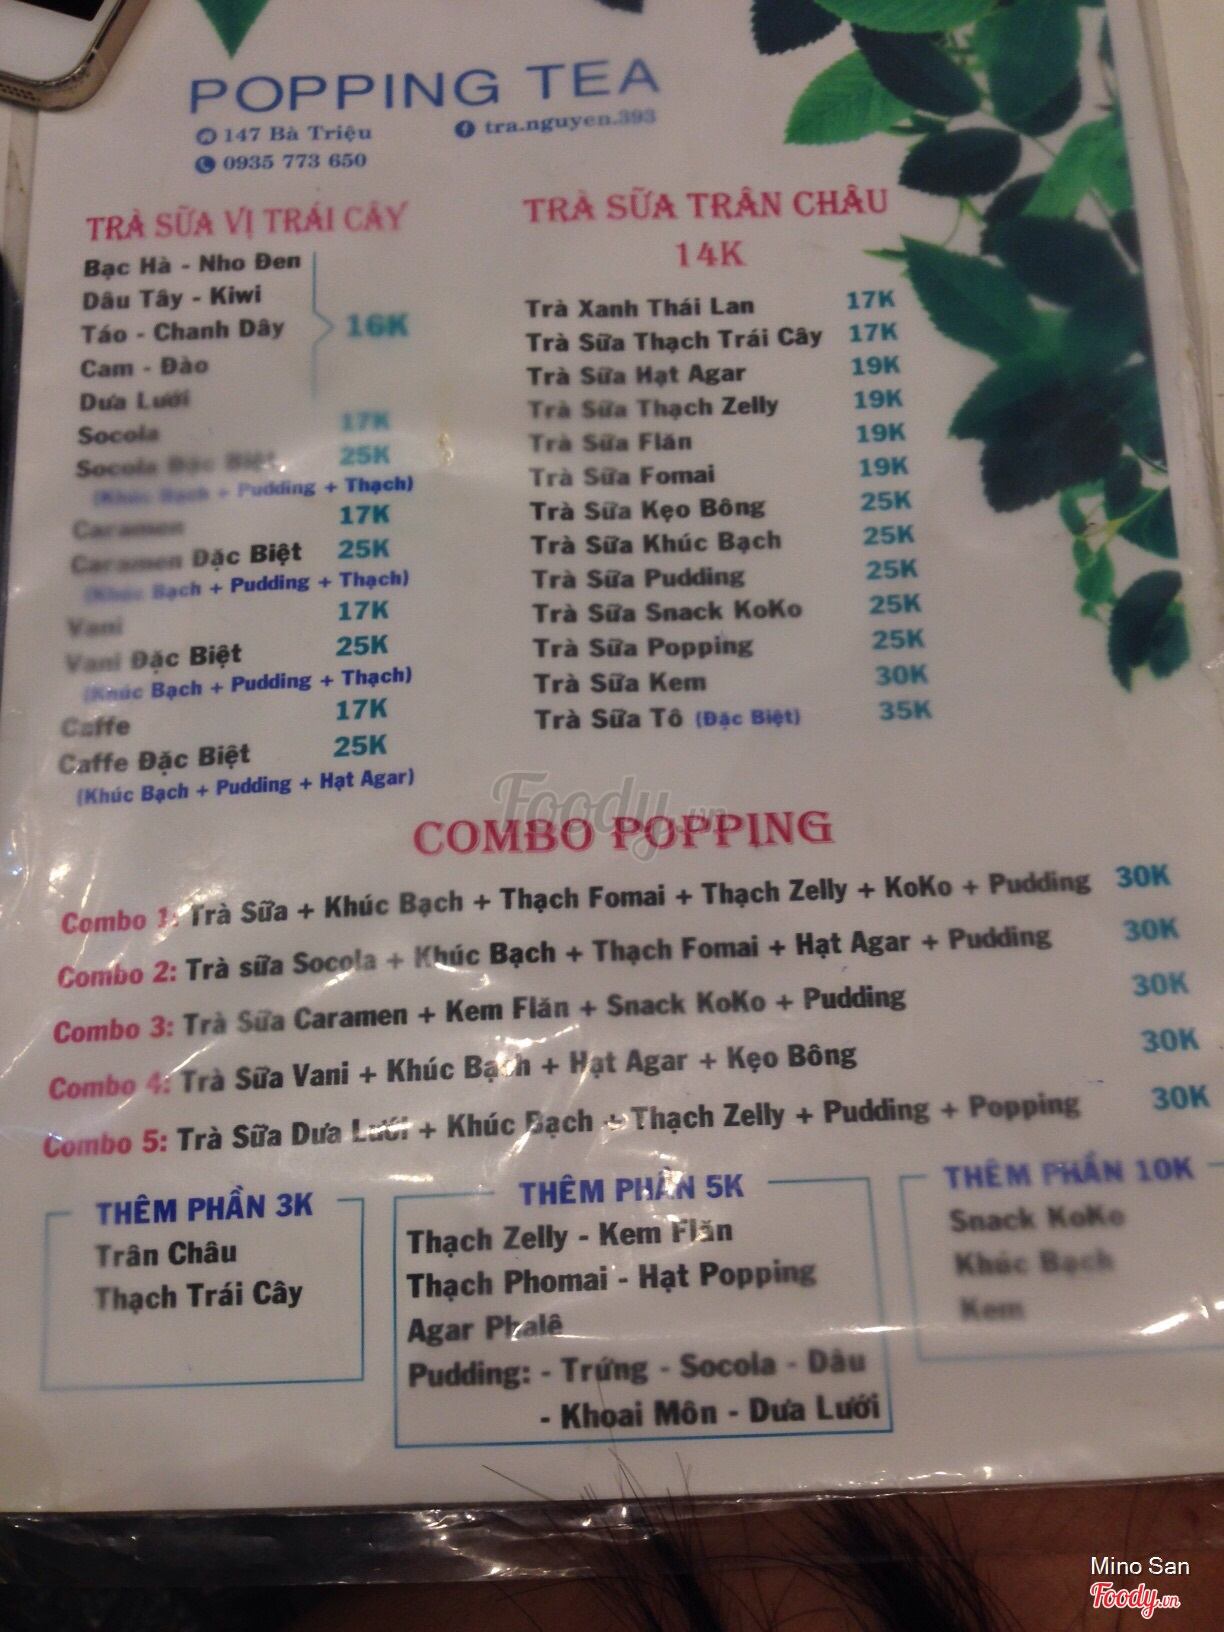 POPPING TEA
147 Bà Triệu
tra.nguyen.393
0935 773 650
TRÀ SỮA VỊ TRÁI CÂY
Bạc Hà - Nho Đen
Dâu Tây - Kiwi
Táo - Chanh Dây
16K
Cam - Đào
Dưa Lưới
Socola 17K
Socola Đặc Biệt 25K
(Khúc Bạch + Pudding + Thạch)
Caramen 17K
Caramen Đặc Biệt 25K
(Khúc Bạch + Pudding + Thạch)
Vani 17K
Vani Đặc Biệt 25K
(Khúc Bạch + Pudding + Thạch)
Caffe 17K
Caffe Đặc Biệt 25K
(Khúc Bạch + Pudding + Hạt Agar)
TRÀ SỮA TRÂN CHÂU
14K
Trà Xanh Thái Lan 17K
Trà Sữa Thạch Trái Cây 17K
Trà Sữa Hạt Agar 19K
Trà Sữa Thạch Zelly 19K
Trà Sữa Flăn 19K
Trà Sữa Fomai 19K
Trà Sữa Kẹo Bông 25K
Trà Sữa Khúc Bạch 25K
Trà Sữa Pudding 25K
Trà Sữa Snack KoKo 25K
Trà Sữa Popping 25K
Trà Sữa Kem 30K
Trà Sữa Tô (Đặc Biệt) 35K
Foody.vn
COMBO POPPING
Combo 1: Trà Sữa + Khúc Bạch + Thạch Fomai + Thạch Zelly + KoKo + Pudding 30K
Combo 2: Trà sữa Socola + Khúc Bạch + Thạch Fomai + Hạt Agar + Pudding 30K
Combo 3: Trà Sữa Caramen + Kem Flăn + Snack KoKo + Pudding 30K
Combo 4: Trà Sữa Vani + Khúc Bạch + Hạt Agar + Kẹo Bông 30K
Combo 5: Trà Sữa Dưa Lưới + Khúc Bạch + Thạch Zelly + Pudding + Popping 30K
THÊM PHẦN 3K
Trân Châu
Thạch Trái Cây
THÊM PHẦN 5K
Thạch Zelly - Kem Flăn
Thạch Phomai - Hạt Popping
Agar Phalê
Pudding: - Trứng - Socola - Dâu
- Khoai Môn - Dưa Lưới
THÊM PHẦN 10K
Snack KoKo
Khúc Bạch
Kem
Mino San
Foody.vn